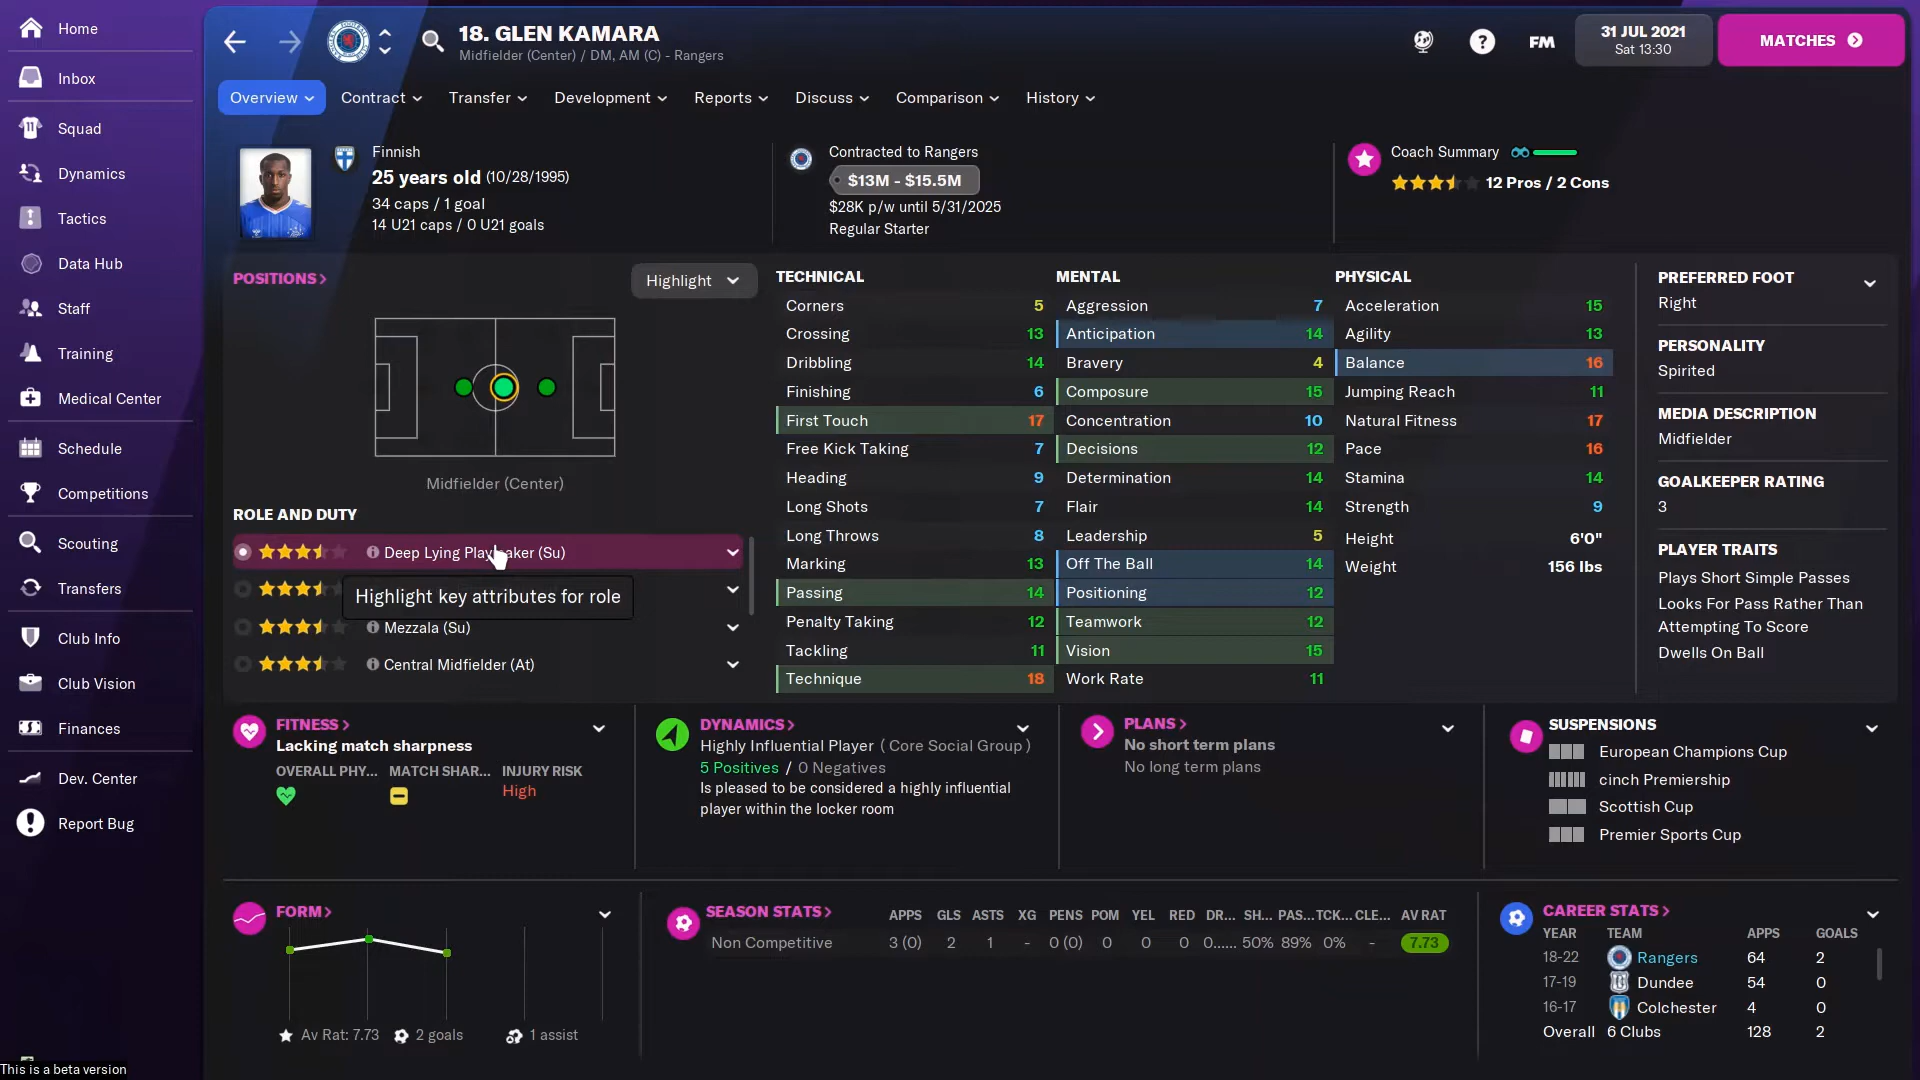 Home
Inbox
Squad
Dynamics
Tactics
Data Hub
Staff
Training
Medical Center
Schedule
Competitions
Scouting
Transfers
Club Info
Club Vision
Finances
Dev. Center
Report Bug
This is a beta version
18. GLEN KAMARA
Midfielder (Center) / DM, AM (C) - Rangers
?
FM
31 JUL 2021
Sat 13:30
MATCHES
Overview Contract Transfer Development Reports Discuss Comparison History
Finnish
25 years old (10/28/1995)
34 caps / 1 goal
14 U21 caps / 0 U21 goals
Contracted to Rangers
$13M - $15.5M
$28K p/w until 5/31/2025
Regular Starter
Coach Summary
12 Pros / 2 Cons
POSITIONS>
Highlight
Midfielder (Center)
ROLE AND DUTY
Deep Lying Playmaker (Su)
Highlight key attributes for role
Mezzala (Su)
Central Midfielder (At)
TECHNICAL
Corners 5
Crossing 13
Dribbling 14
Finishing 6
First Touch 17
Free Kick Taking 7
Heading 9
Long Shots 7
Long Throws 8
Marking 13
Passing 14
Penalty Taking 12
Tackling 11
Technique 18
MENTAL
Aggression 7
Anticipation 14
Bravery 4
Composure 15
Concentration 10
Decisions 12
Determination 14
Flair 14
Leadership 5
Off The Ball 14
Positioning 12
Teamwork 12
Vision 15
Work Rate 11
PHYSICAL
Acceleration 15
Agility 13
Balance 16
Jumping Reach 11
Natural Fitness 17
Pace 16
Stamina 14
Strength 9
Height 6'0"
Weight 156 lbs
PREFERRED FOOT
Right
PERSONALITY
Spirited
MEDIA DESCRIPTION
Midfielder
GOALKEEPER RATING
3
PLAYER TRAITS
Plays Short Simple Passes
Looks For Pass Rather Than
Attempting To Score
Dwells On Ball
FITNESS>
Lacking match sharpness
OVERALL PHY... MATCH SHAR... INJURY RISK
High
DYNAMICS>
Highly Influential Player ( Core Social Group )
5 Positives / 0 Negatives
Is pleased to be considered a highly influential
player within the locker room
PLANS>
No short term plans
No long term plans
SUSPENSIONS
European Champions Cup
cinch Premiership
Scottish Cup
Premier Sports Cup
FORM>
Av Rat: 7.73 2 goals 1 assist
SEASON STATS> APPS GLS ASTS XG PENS POM YEL RED DR... SH... PAS... TCK... CLE... AV RAT
Non Competitive 3 (0) 2 1 - 0 (0) 0 0 0 0...... 50% 89% 0% - 7.73
CAREER STATS>
YEAR TEAM APPS GOALS
18-22 Rangers 64 2
17-19 Dundee 54 0
16-17 Colchester 4 0
Overall 6 Clubs 128 2